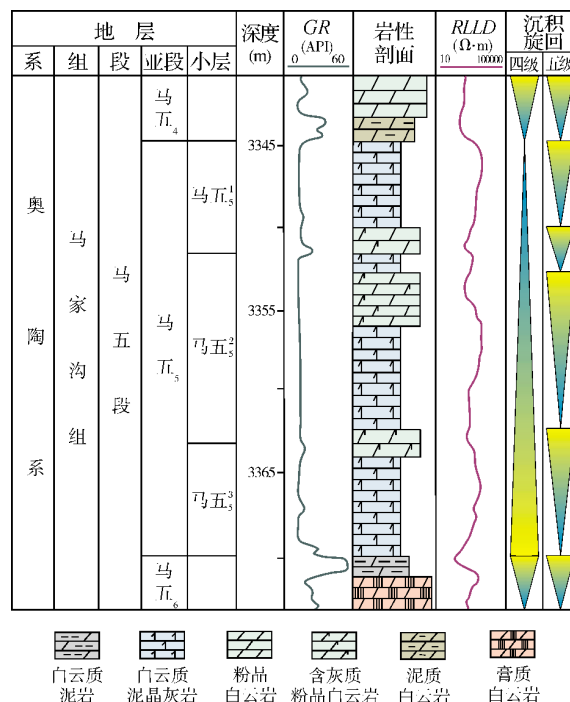 地 层
深度
(m)
GR
(API)
0 60
岩性
剖面
RLLD
(Ω·m)
10 100000
沉积
旋回
系 组 段 亚段 小层
四级 五级
奥陶系
马家沟组
马五段
马五₄
马五₅
马五₆
马五₅¹
马五₅²
马五₅³
3345
3355
3365
白云质
泥岩
白云质
泥晶灰岩
粉晶
白云岩
含灰质
粉晶白云岩
泥质
白云岩
膏质
白云岩